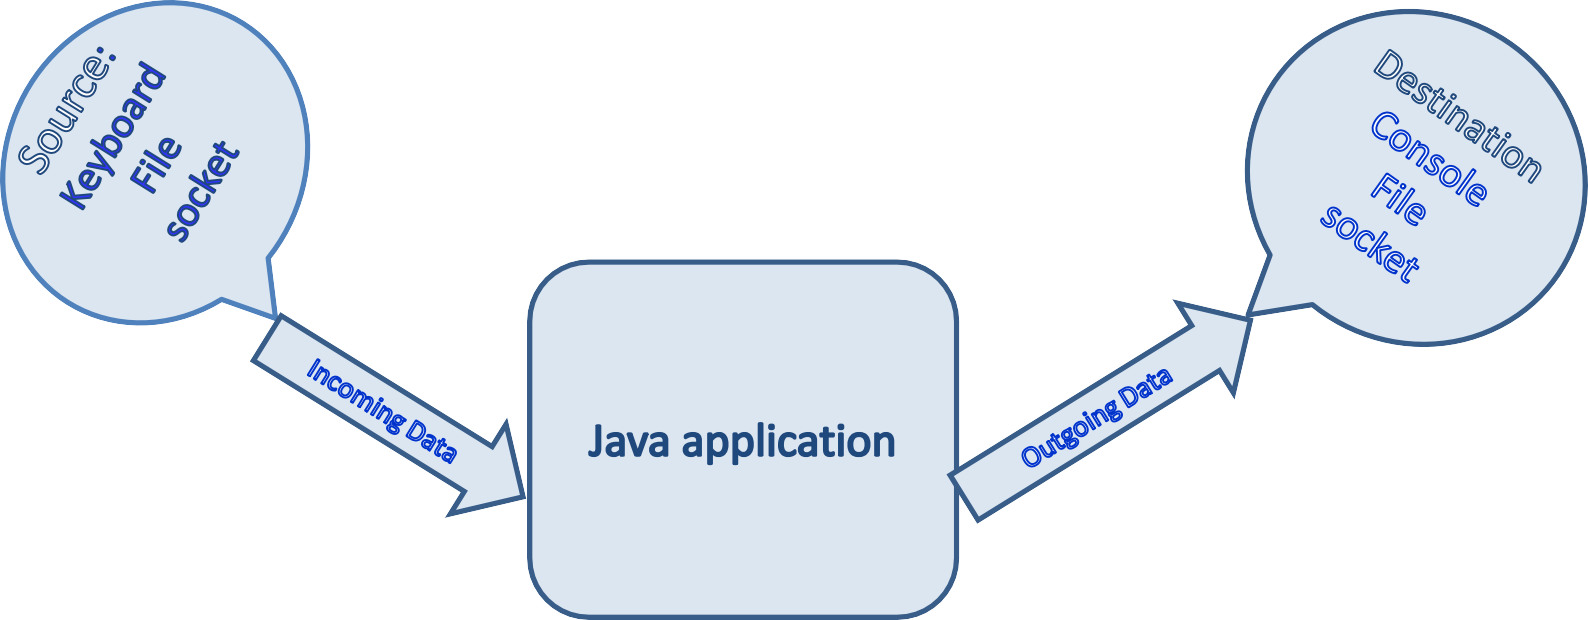 Source:
Keyboard
File
socket
Incoming Data
Java application
Outgoing Data
Destination
Console
File
socket